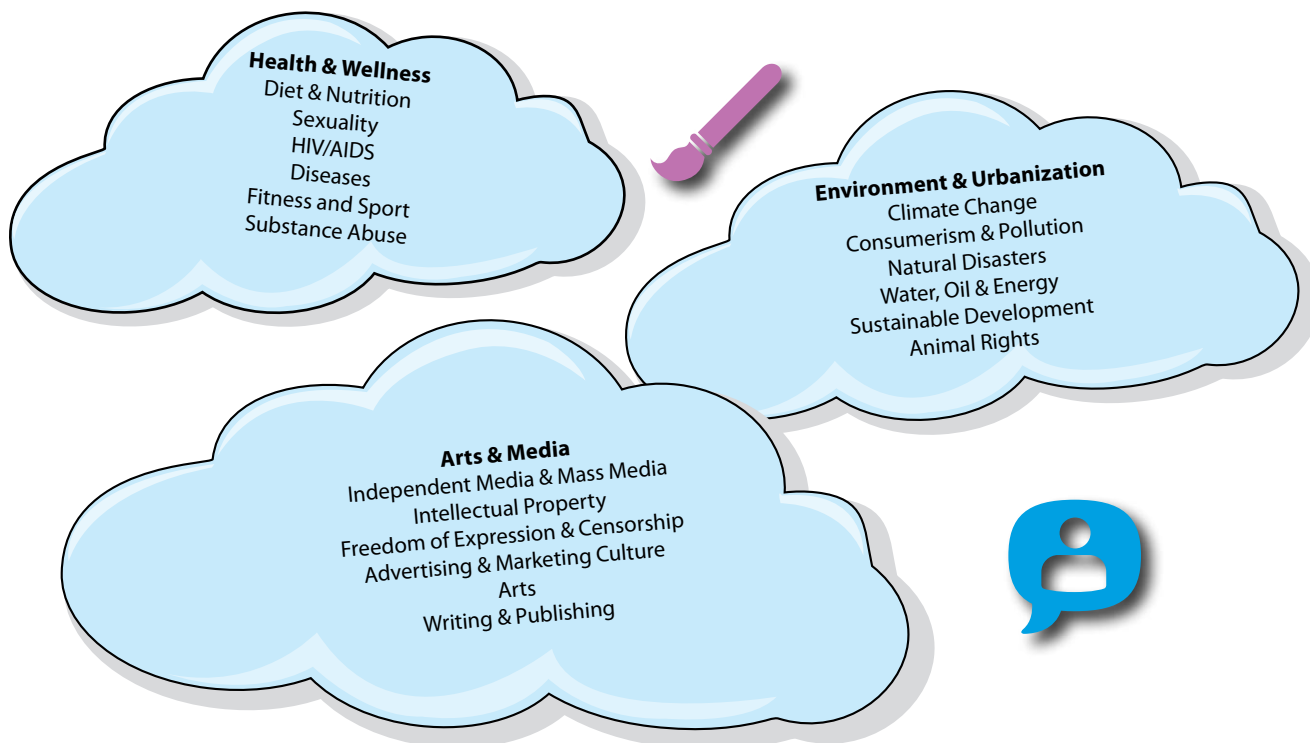 Health & Wellness
Diet & Nutrition
Sexuality
HIV/AIDS
Diseases
Fitness and Sport
Substance Abuse
Environment & Urbanization
Climate Change
Consumerism & Pollution
Natural Disasters
Water, Oil & Energy
Sustainable Development
Animal Rights
Arts & Media
Independent Media & Mass Media
Intellectual Property
Freedom of Expression & Censorship
Advertising & Marketing Culture
Arts
Writing & Publishing